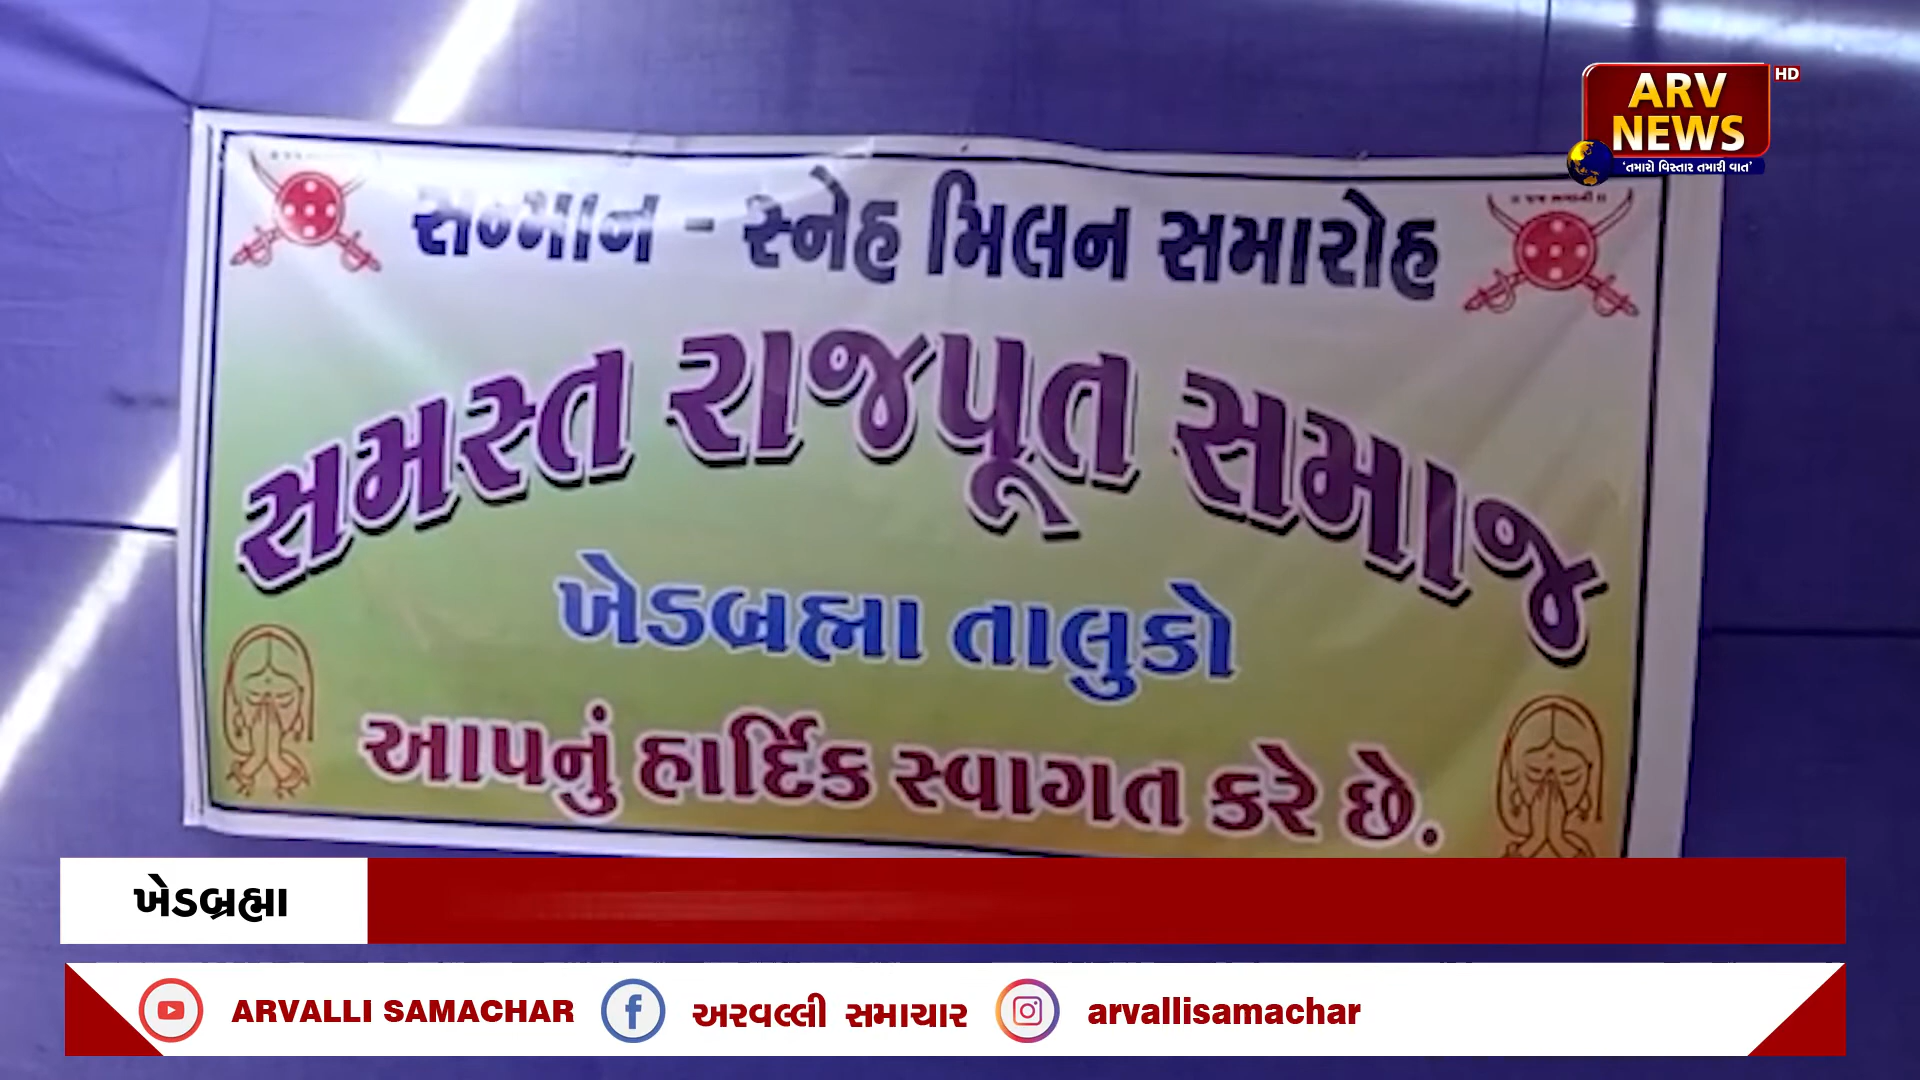 ARV
NEWS
HD
'તમારો વિસ્તાર તમારી વાત'
સન્માન - સ્નેહ મિલન સમારોહ
સમસ્ત રાજપૂત સમાજ
ખેડબ્રહ્મા તાલુકો
આપનું હાર્દિક સ્વાગત કરે છે.
ખેડબ્રહ્મા
ARVALLI SAMACHAR અરવલ્લી સમાચાર arvallisamachar